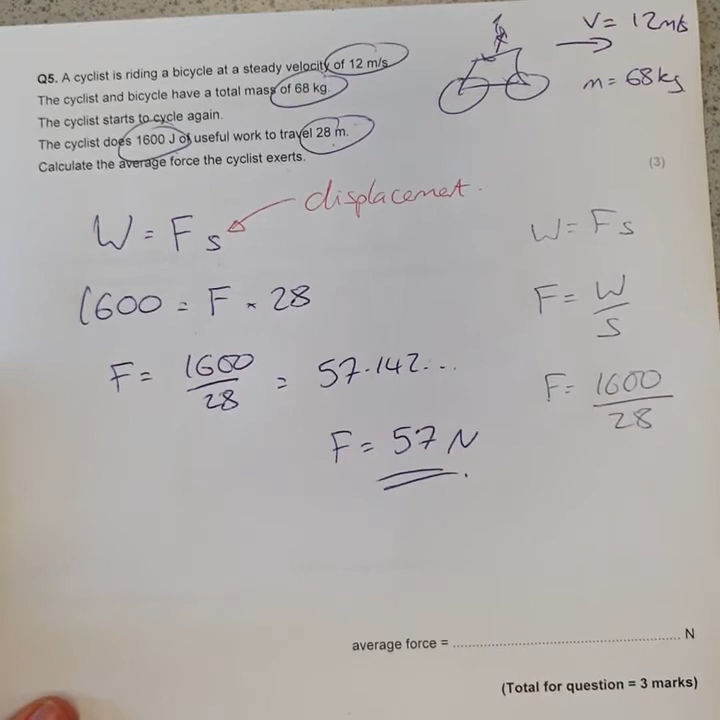 Q5. A cyclist is riding a bicycle at a steady velocity of 12 m/s
The cyclist and bicycle have a total mass of 68 kg.
The cyclist starts to cycle again.
The cyclist does 1600 J of useful work to travel 28 m.
Calculate the average force the cyclist exerts.
(3)
V = 12m/s
m = 68kg
displacement.
W = Fs
1600 = F × 28
F = 1600/28 = 57.142...
F = 57 N
W = Fs
F = W/S
F = 1600/28
average force = ........................................................ N
(Total for question = 3 marks)